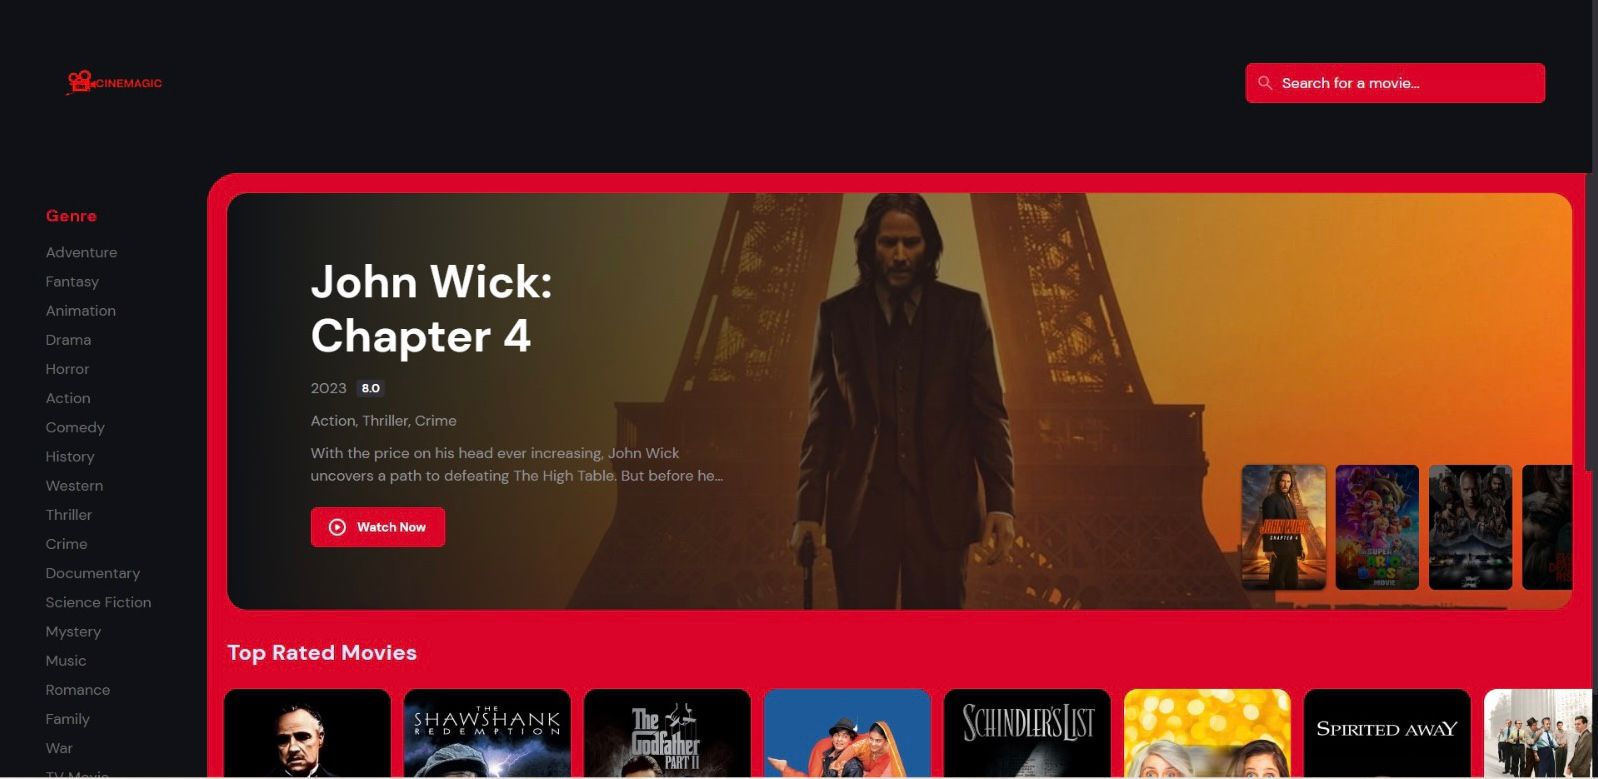 CINEMAGIC
Search for a movie...
Genre
Adventure
Fantasy
Animation
Drama
Horror
Action
Comedy
History
Western
Thriller
Crime
Documentary
Science Fiction
Mystery
Music
Romance
Family
War
TV Movie
John Wick:
Chapter 4
2023 8.0
Action, Thriller, Crime
With the price on his head ever increasing, John Wick
uncovers a path to defeating The High Table. But before he...
Watch Now
JOHN WICK
CHAPTER 4
SUPER
MARIO
BROS
MOVIE
Top Rated Movies
THE
SHAWSHANK
REDEMPTION
The
Godfather
PART II
SCHINDLER'S LIST
SPIRITED AWAY